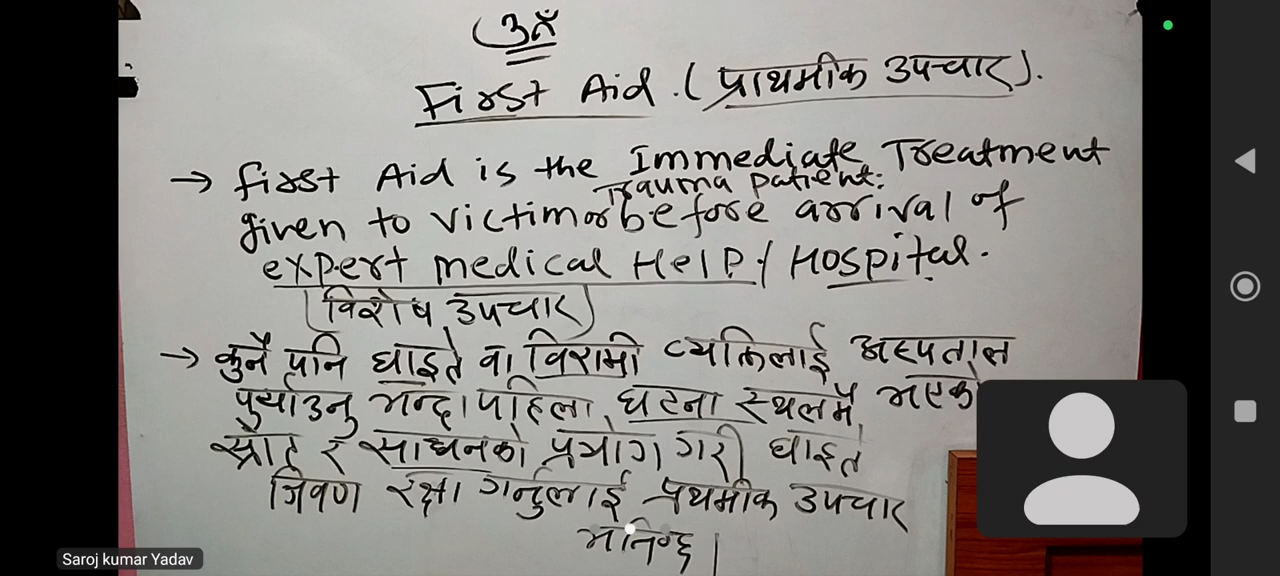 ॐ
First Aid. (प्राथमीक उपचार).
→ First Aid is the Immediate Treatment
Trauma patient:
given to victim or before arrival of
expert medical Help / Hospital.
(विशेष उपचार)
→ कुनै पनि घाइते वा विरामी व्यक्तिलाई अस्पताल
पुर्याउनु भन्दा पहिला, घटना स्थलमै भएको
स्रोत र साधनको प्रयोग गरी घाइते
जिवण रक्षा गर्नुलाई प्रथमीक उपचार
भनिन्छ।
Saroj kumar Yadav